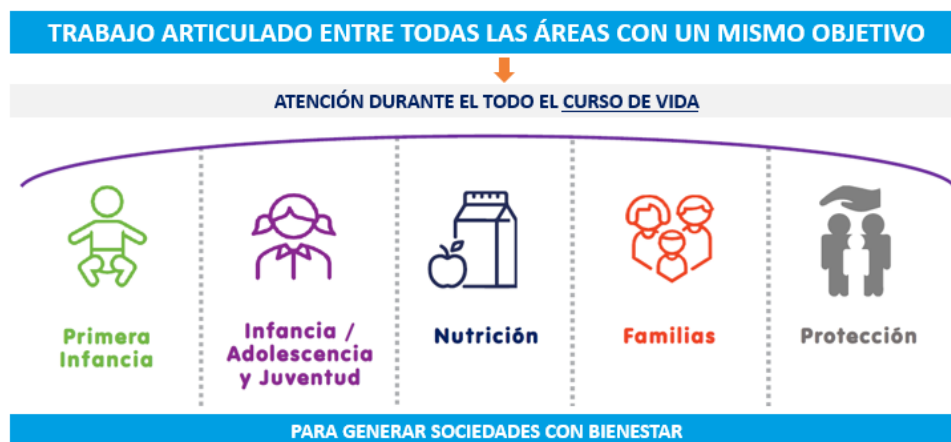 TRABAJO ARTICULADO ENTRE TODAS LAS ÁREAS CON UN MISMO OBJETIVO
ATENCIÓN DURANTE EL TODO EL CURSO DE VIDA
Primera
Infancia
Infancia /
Adolescencia
y Juventud
Nutrición
Familias
Protección
PARA GENERAR SOCIEDADES CON BIENESTAR